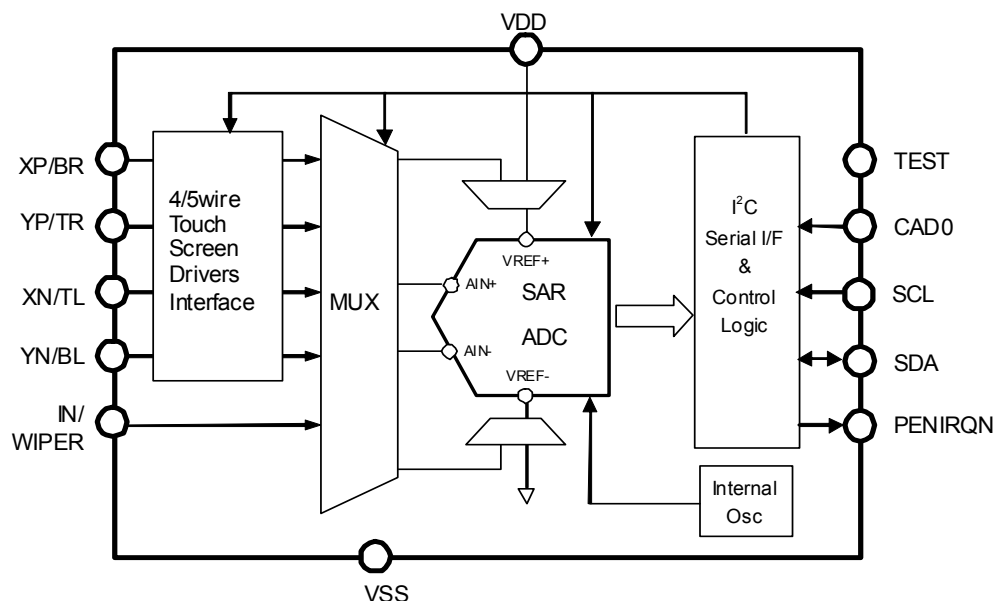 VDD
XP/BR
YP/TR
XN/TL
YN/BL
IN/
WIPER
4/5wire
Touch
Screen
Drivers
Interface
MUX
VREF+
AIN+
SAR
ADC
AIN-
VREF-
I²C
Serial I/F
&
Control
Logic
Internal
Osc
TEST
CAD0
SCL
SDA
PENIRQN
VSS